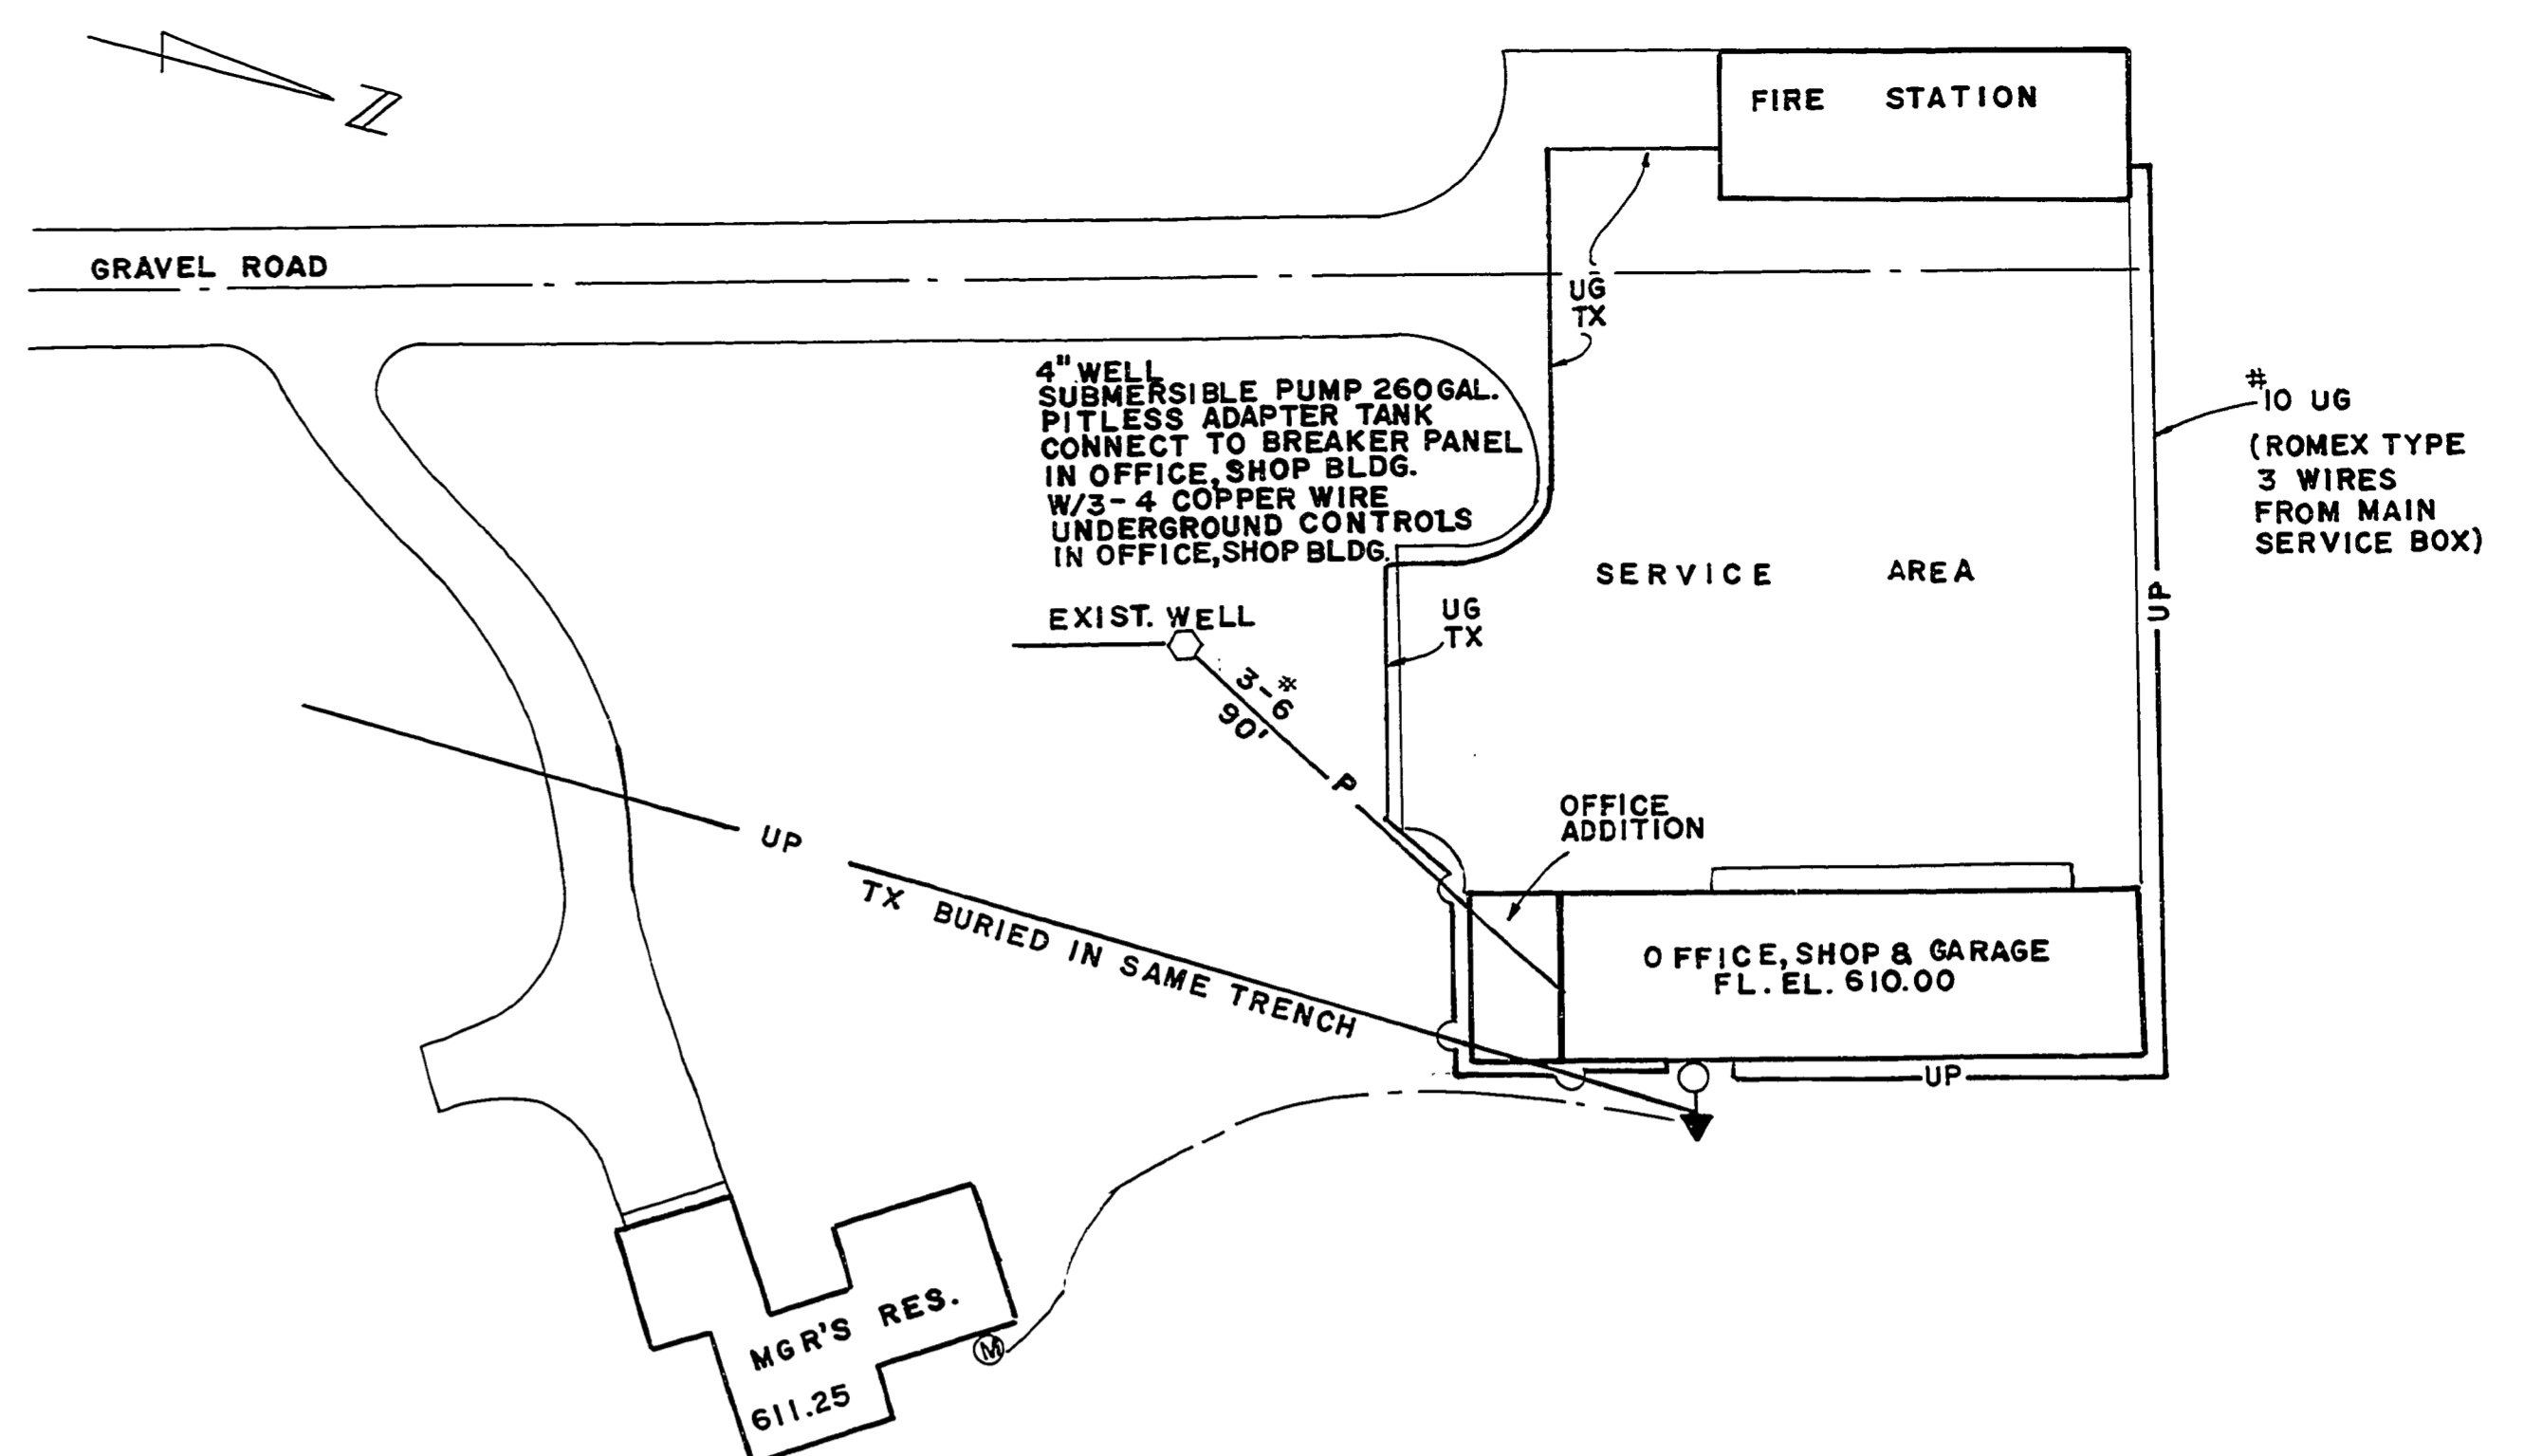 N
FIRE STATION
GRAVEL ROAD
UG
TX
4" WELL
SUBMERSIBLE PUMP 260 GAL.
PITLESS ADAPTER TANK
CONNECT TO BREAKER PANEL
IN OFFICE, SHOP BLDG.
W/3-4 COPPER WIRE
UNDERGROUND CONTROLS
IN OFFICE, SHOP BLDG.
#10 UG
(ROMEX TYPE
3 WIRES
FROM MAIN
SERVICE BOX)
SERVICE AREA
UP
EXIST. WELL
UG
TX
3-#6
90'
P
OFFICE
ADDITION
UP
TX BURIED IN SAME TRENCH
OFFICE, SHOP & GARAGE
FL. EL. 610.00
UP
MGR'S RES.
611.25
M